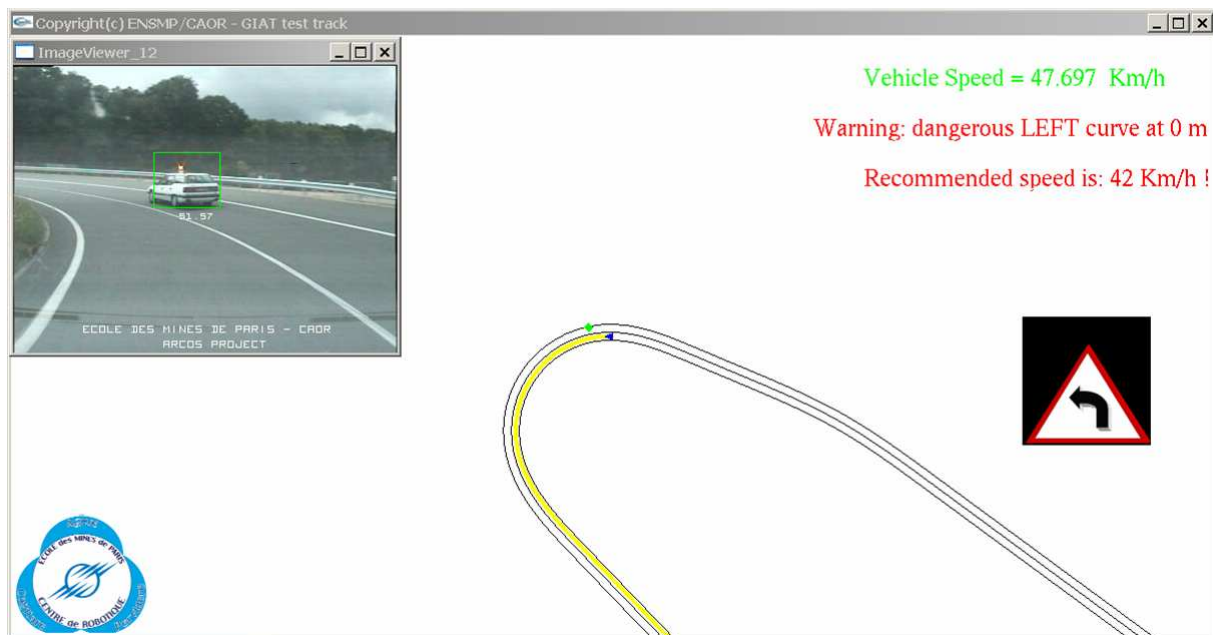 Copyright(c) ENSMP/CAOR - GIAT test track
ImageViewer_12
Vehicle Speed = 47.697 Km/h
Warning: dangerous LEFT curve at 0 m
Recommended speed is: 42 Km/h !
51.57
ECOLE DES MINES DE PARIS - CAOR
ARCOS PROJECT
ECOLE des MINES de PARIS
CENTRE de ROBOTIQUE